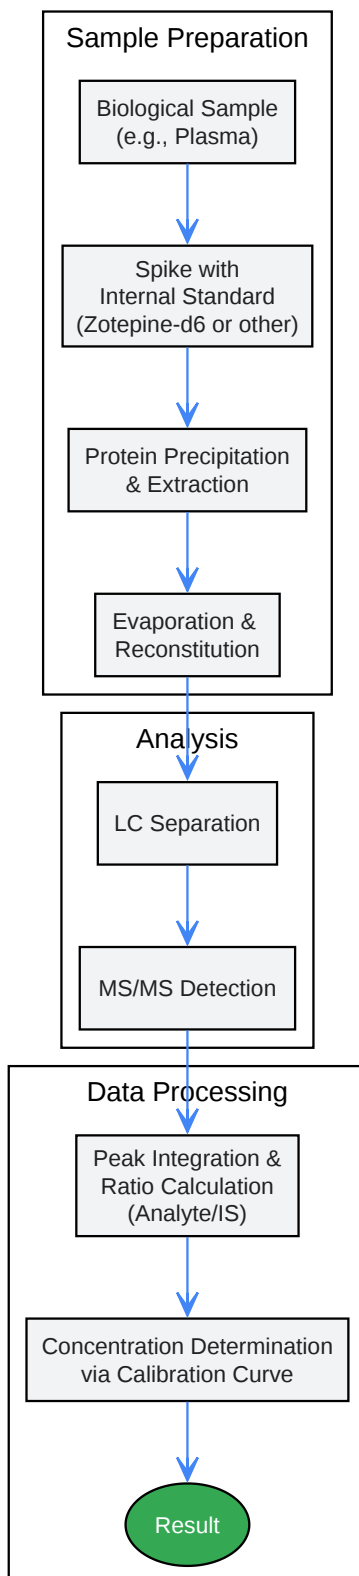 Sample Preparation
Biological Sample
(e.g., Plasma)
Spike with
Internal Standard
(Zotepine-d6 or other)
Protein Precipitation
& Extraction
Evaporation &
Reconstitution
Analysis
LC Separation
MS/MS Detection
Data Processing
Peak Integration &
Ratio Calculation
(Analyte/IS)
Concentration Determination
via Calibration Curve
Result